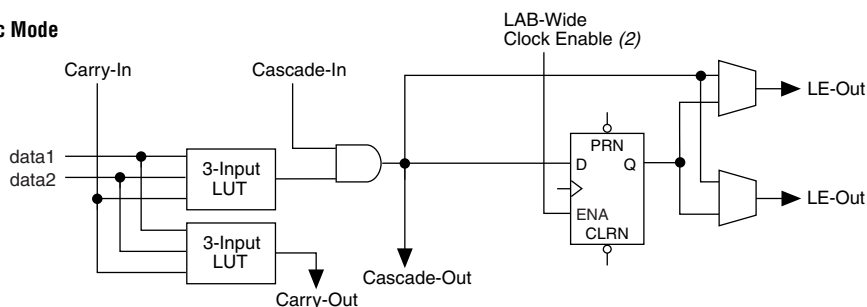 c Mode
LAB-Wide
Clock Enable (2)
Carry-In
Cascade-In
LE-Out
PRN
data1
data2
3-Input
LUT
D
Q
ENA
CLRN
LE-Out
3-Input
LUT
Cascade-Out
Carry-Out